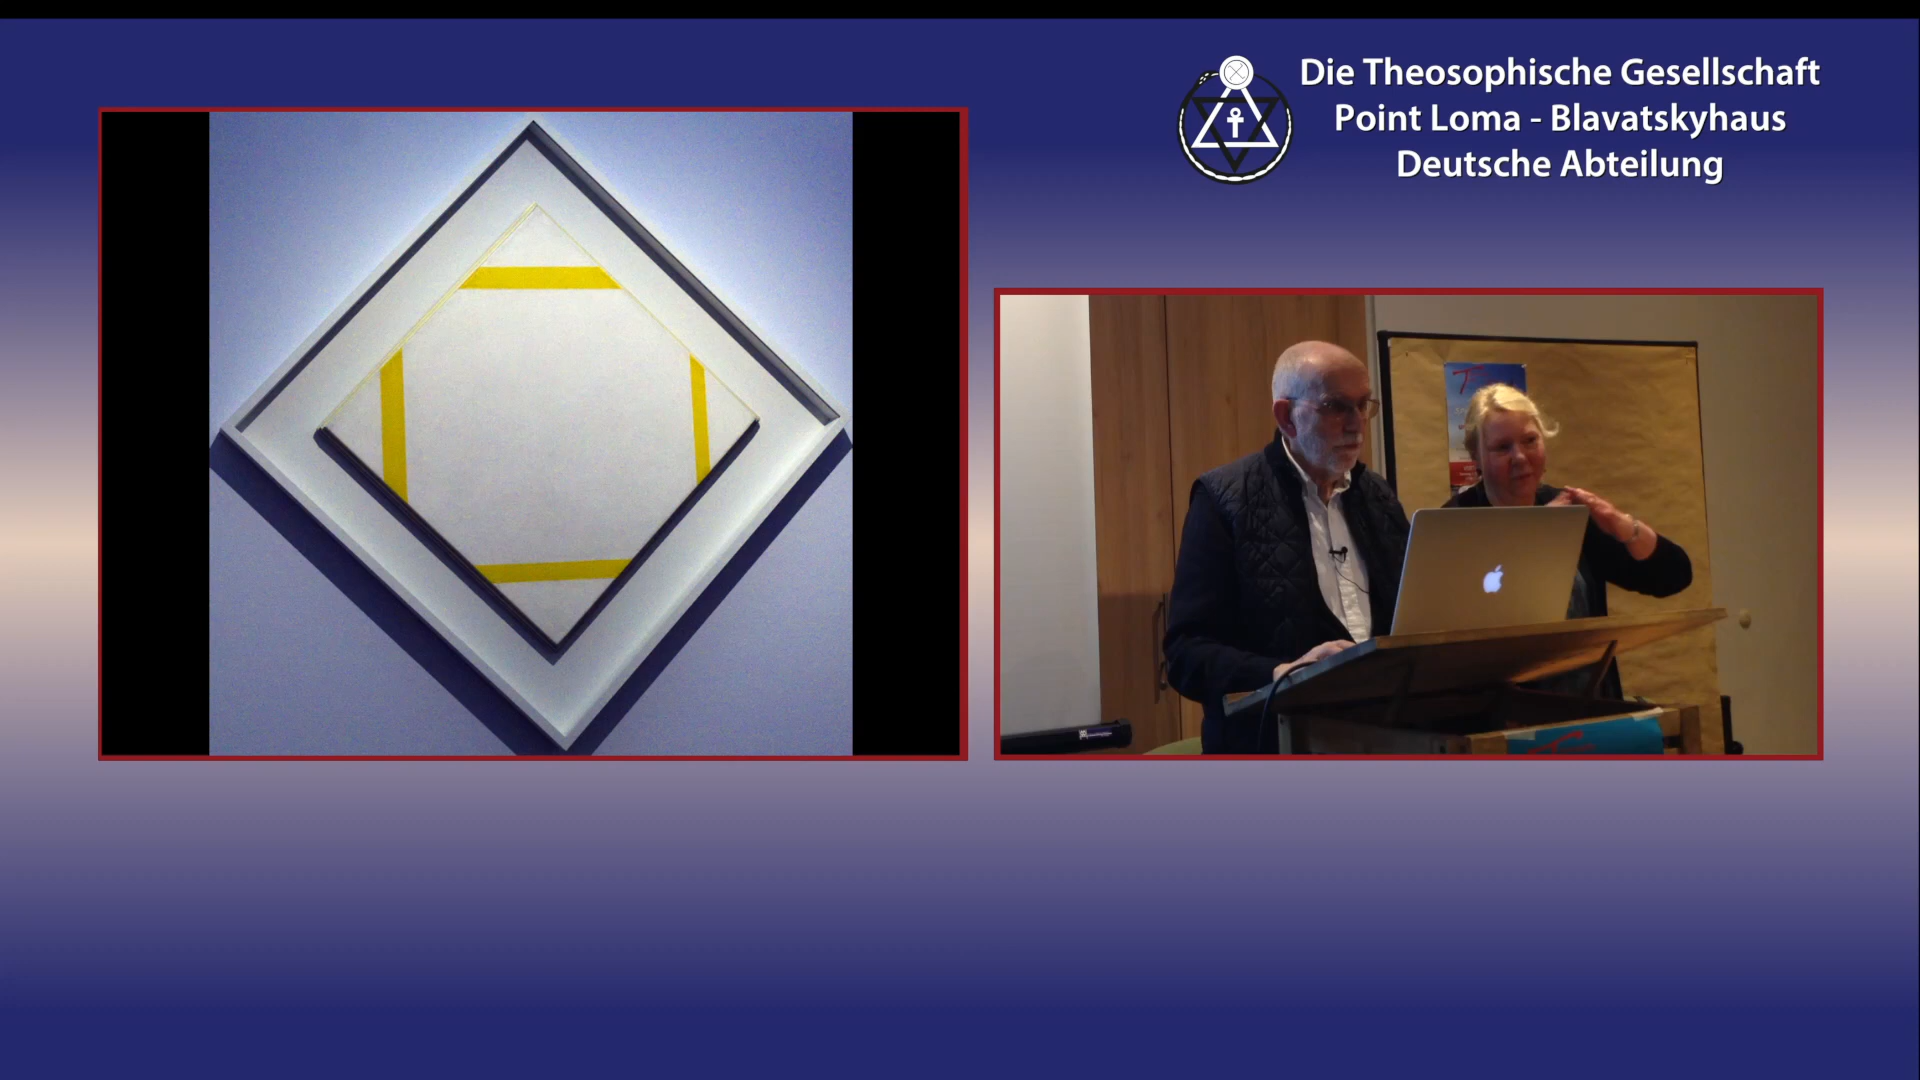 Die Theosophische Gesellschaft
Point Loma - Blavatskyhaus
Deutsche Abteilung